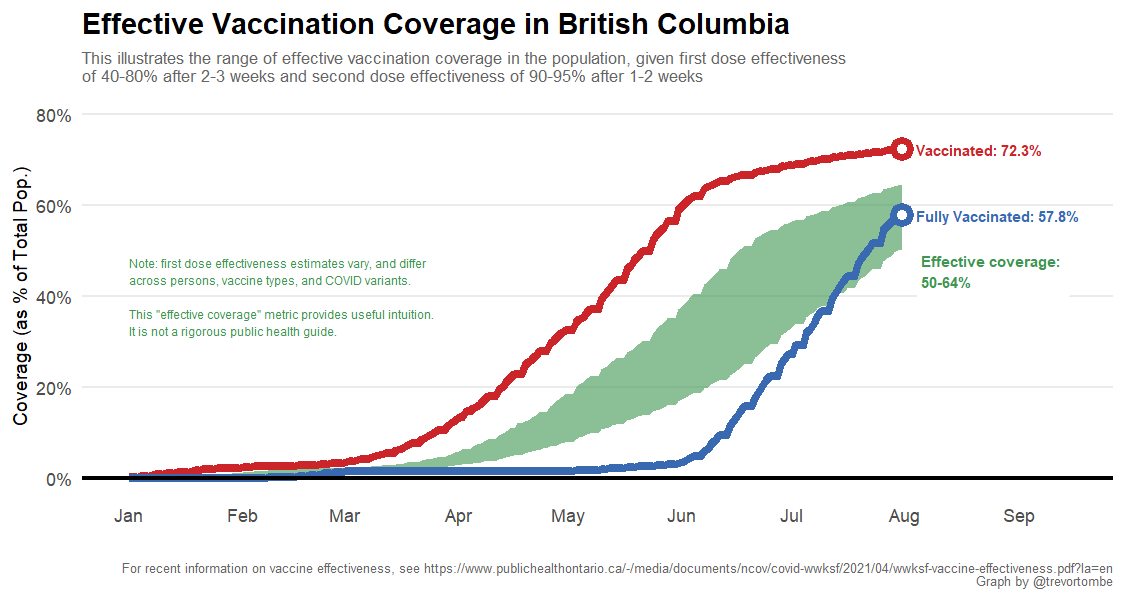 Effective Vaccination Coverage in British Columbia
This illustrates the range of effective vaccination coverage in the population, given first dose effectiveness
of 40-80% after 2-3 weeks and second dose effectiveness of 90-95% after 1-2 weeks
Coverage (as % of Total Pop.)
80%
60%
40%
20%
0%
Vaccinated: 72.3%
Fully Vaccinated: 57.8%
Effective coverage:
50-64%
Note: first dose effectiveness estimates vary, and differ
across persons, vaccine types, and COVID variants.
This "effective coverage" metric provides useful intuition.
It is not a rigorous public health guide.
Jan Feb Mar Apr May Jun Jul Aug Sep
For recent information on vaccine effectiveness, see https://www.publichealthontario.ca/-/media/documents/ncov/covid-wwksf/2021/04/wwksf-vaccine-effectiveness.pdf?la=en
Graph by @trevortombe